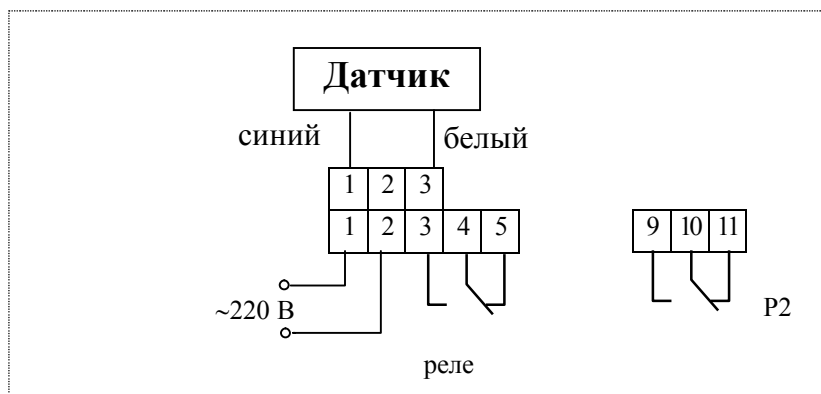 Датчик
синий белый
1 2 3
1 2 3 4 5 9 10 11
~220 В P2
реле